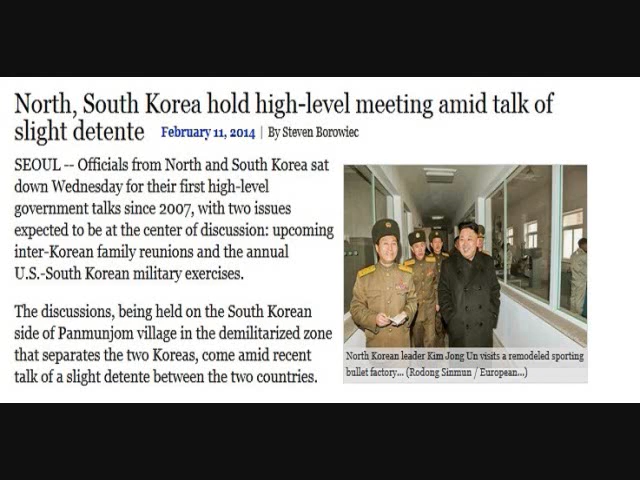 North, South Korea hold high-level meeting amid talk of
slight detente February 11, 2014 | By Steven Borowiec
SEOUL -- Officials from North and South Korea sat
down Wednesday for their first high-level
government talks since 2007, with two issues
expected to be at the center of discussion: upcoming
inter-Korean family reunions and the annual
U.S.-South Korean military exercises.
The discussions, being held on the South Korean
side of Panmunjom village in the demilitarized zone
that separates the two Koreas, come amid recent
talk of a slight detente between the two countries.
North Korean leader Kim Jong Un visits a remodeled sporting
bullet factory... (Rodong Sinmun / European...)